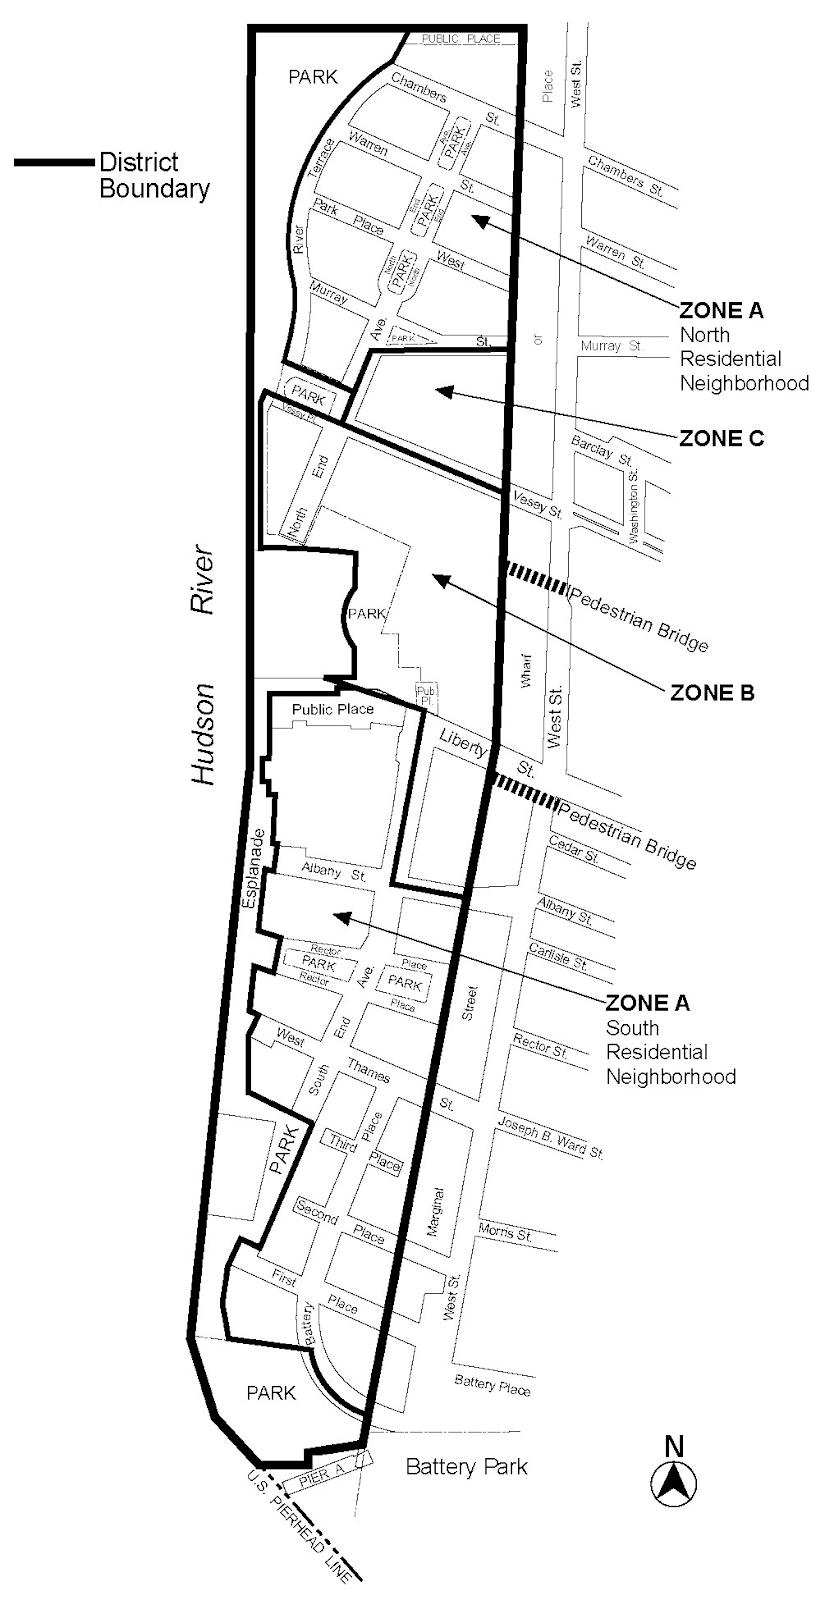 PUBLIC PLACE
PARK
Place
West St.
Chambers
St.
District
Boundary
Terrace
Warren
Ave.
PARK
Ave.
Chambers St.
St.
Park Place
End
PARK
End
River
West
Warren St.
North
PARK
North
ZONE A
North
Residential
Neighborhood
Murray
Ave.
PARK
St.
or
Murray St.
PARK
Vesey Pl.
ZONE C
Barclay St.
Washington St.
End
North
Vesey St.
Hudson River
PARK
Pedestrian Bridge
Wharf
Pub.
Pl.
ZONE B
Public Place
West St.
Liberty
St.
Pedestrian Bridge
Esplanade
Cedar St.
Albany St.
Albany St.
Carlisle St.
Rector
PARK
Rector
Ave.
Place
PARK
Place
Street
ZONE A
South
Residential
Neighborhood
West
End
South
Thames
St.
Rector St.
Joseph B. Ward St.
PARK
Third
Place
Place
Second
Place
Marginal
Morris St.
First
Place
Battery
West St.
PARK
Battery Place
Battery Park
N
PIER A
U.S. PIERHEAD LINE